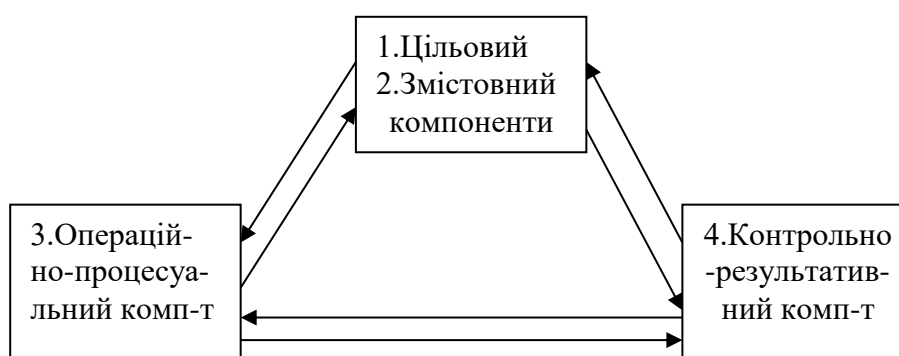 1.Цільовий
2.Змістовний
компоненти
3.Операцій-
но-процесуа-
льний комп-т
4.Контрольно
-результатив-
ний комп-т